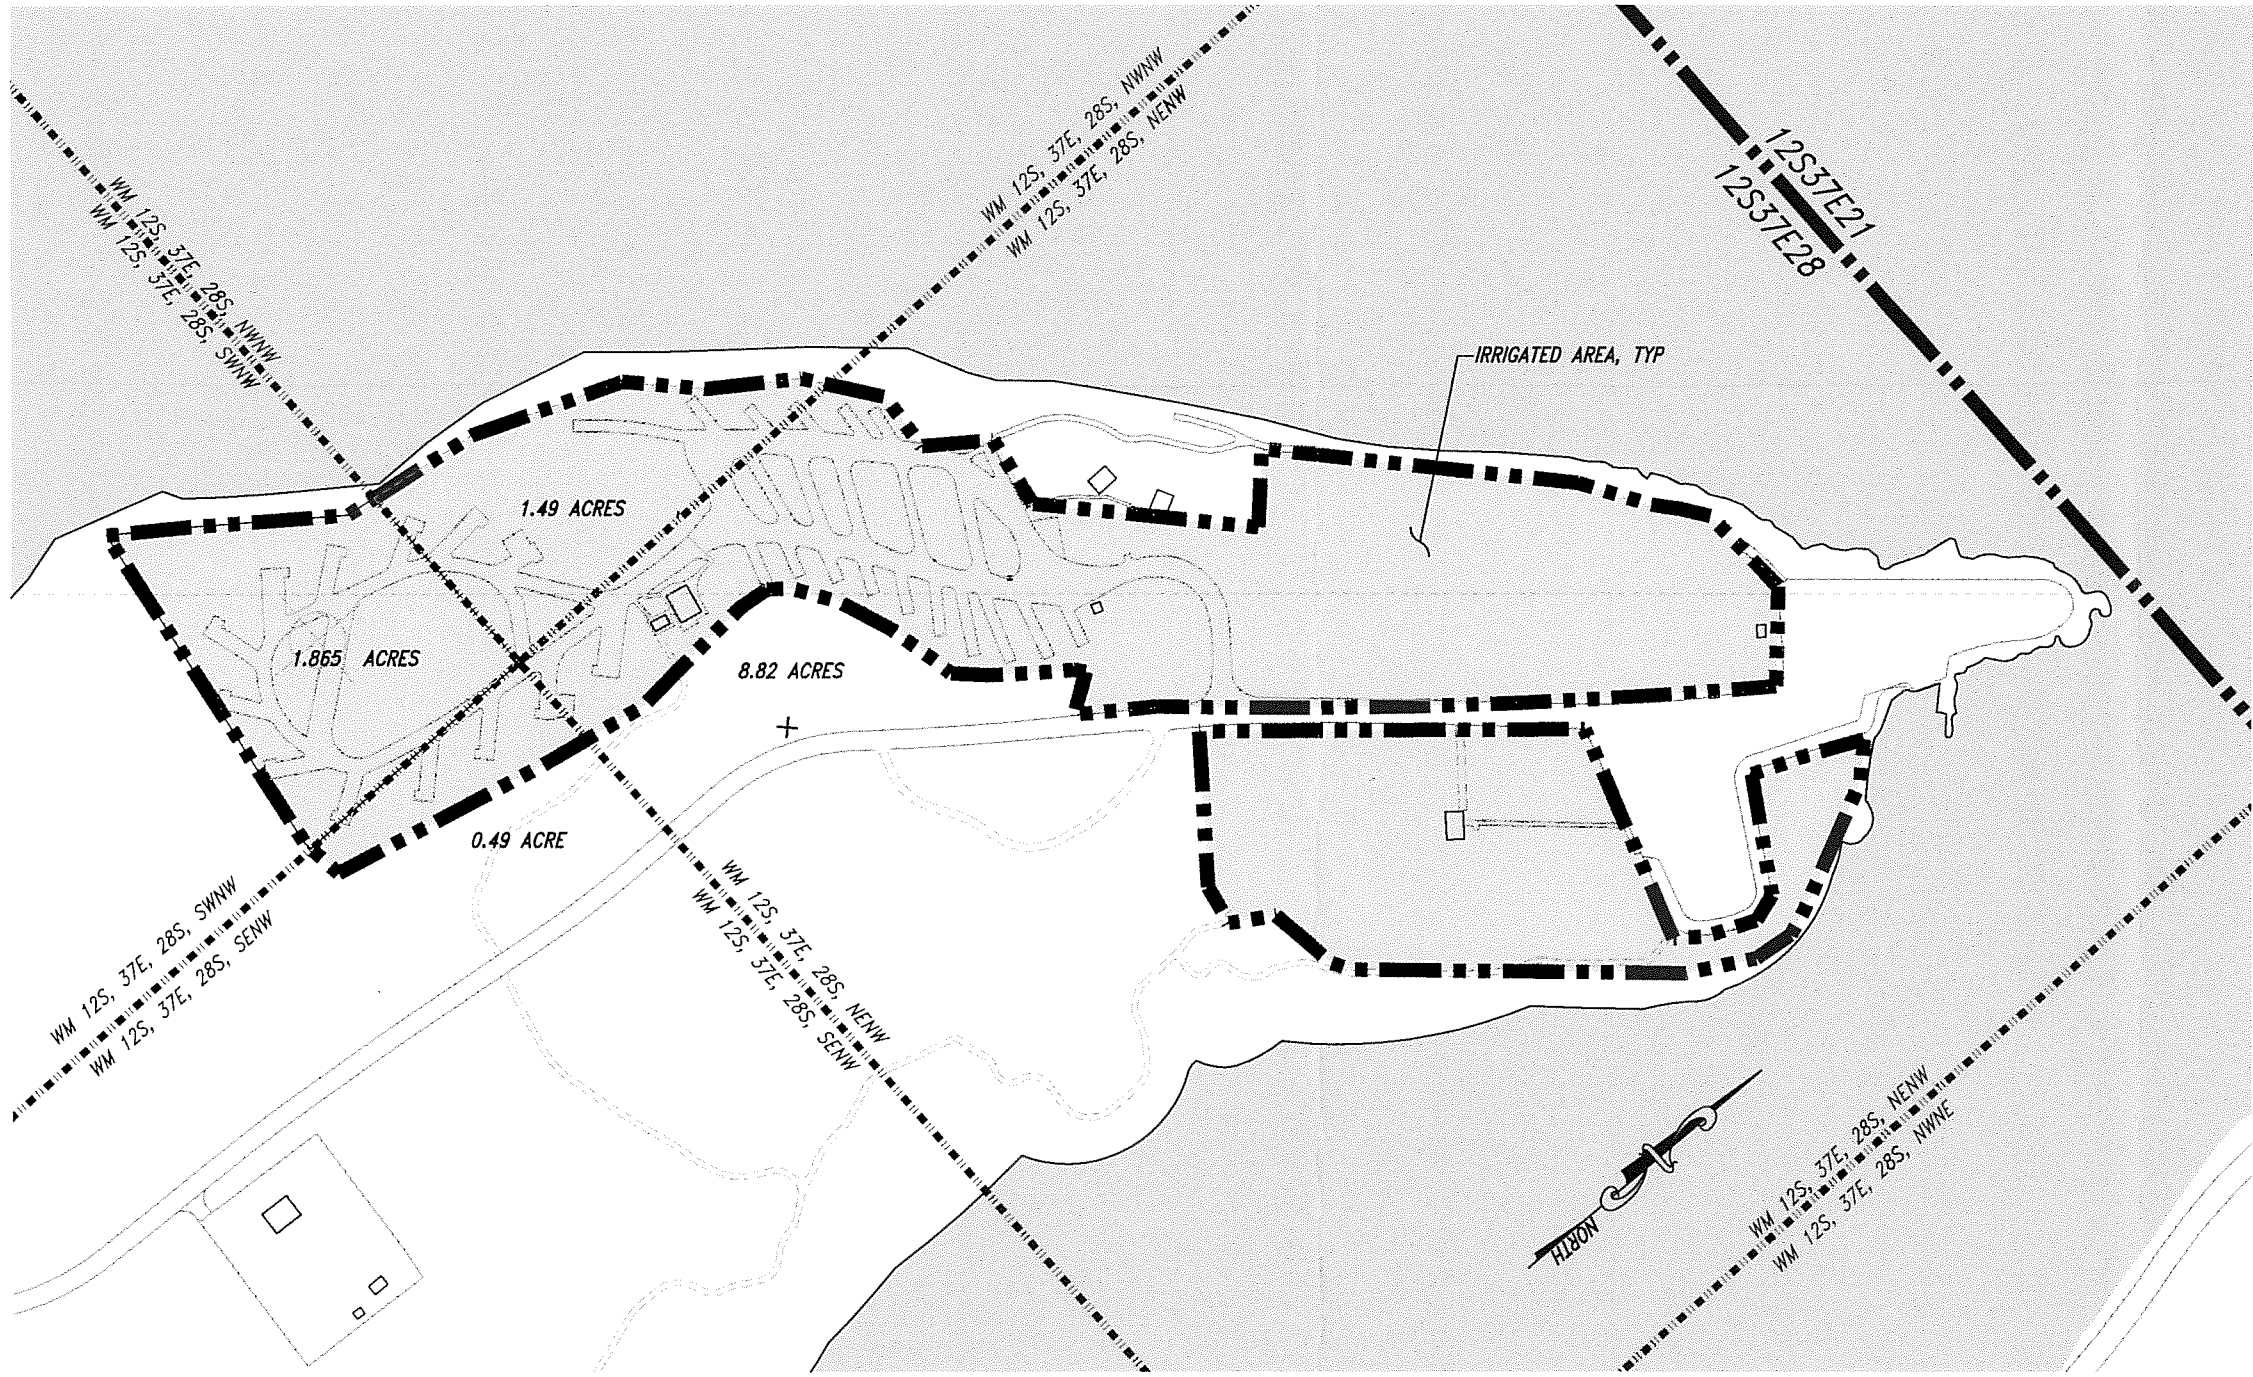 WM 12S, 37E, 28S, NWNW
WM 12S, 37E, 28S, NENW
12S37E21
12S37E28
WM 12S, 37E, 28S, NWNW
WM 12S, 37E, 28S, SWNW
IRRIGATED AREA, TYP
1.49 ACRES
1.865 ACRES
8.82 ACRES
0.49 ACRE
WM 12S, 37E, 28S, SWNW
WM 12S, 37E, 28S, SENW
WM 12S, 37E, 28S, NENW
WM 12S, 37E, 28S, SENW
WM 12S, 37E, 28S, NENW
WM 12S, 37E, 28S, NWNE
NORTH